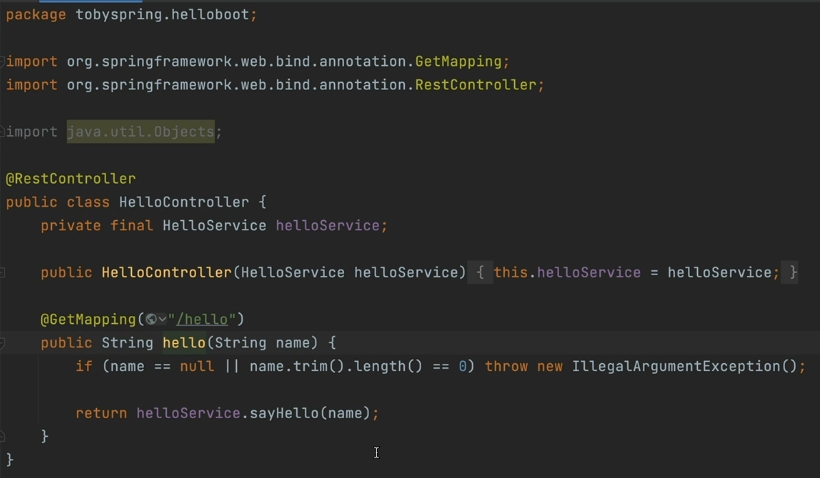 package tobyspring.helloboot;
import org.springframework.web.bind.annotation.GetMapping;
import org.springframework.web.bind.annotation.RestController;
import java.util.Objects;
@RestController
public class HelloController {
private final HelloService helloService;
public HelloController(HelloService helloService) { this.helloService = helloService; }
@GetMapping("/hello")
public String hello(String name) {
if (name == null || name.trim().length() == 0) throw new IllegalArgumentException();
return helloService.sayHello(name);
}
}